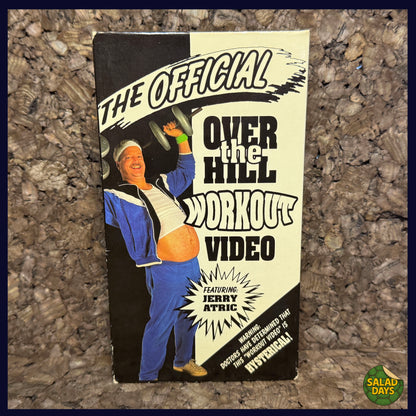 THE OFFICIAL
OVER
the
HILL
WORKOUT
VIDEO
FEATURING:
JERRY
ATRIC
WARNING:
DOCTORS HAVE DETERMINED THAT
THIS "WORKOUT VIDEO" IS
HYSTERICAL!
SALAD
DAYS